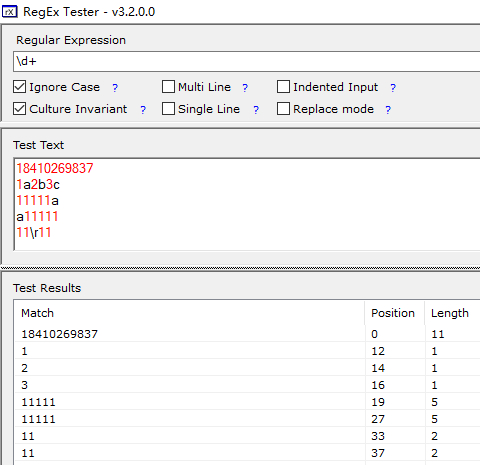 RegEx Tester - v3.2.0.0
Regular Expression
\d+
Ignore Case ? Multi Line ? Indented Input ?
Culture Invariant ? Single Line ? Replace mode ?
Test Text
18410269837
1a2b3c
11111a
a11111
11\r11
Test Results
Match Position Length
18410269837 0 11
1 12 1
2 14 1
3 16 1
11111 19 5
11111 27 5
11 33 2
11 37 2